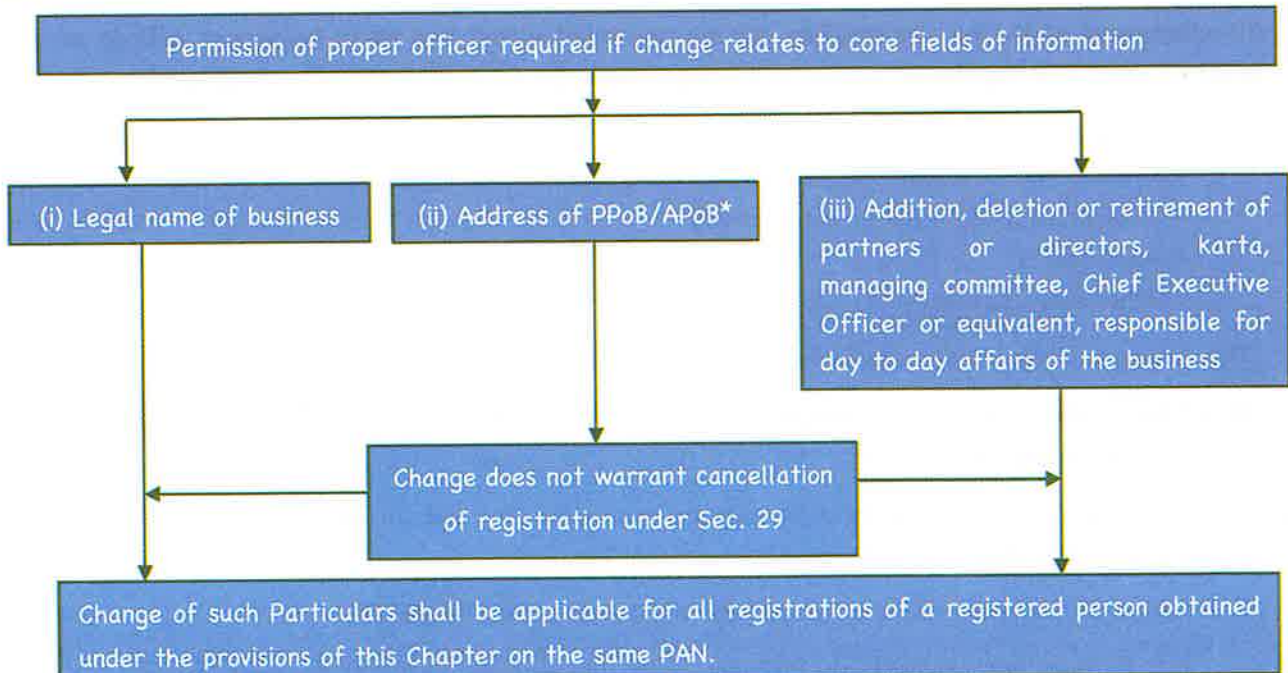 Permission of proper officer required if change relates to core fields of information
(i) Legal name of business
(ii) Address of PPoB/APoB*
(iii) Addition, deletion or retirement of
partners or directors, karta,
managing committee, Chief Executive
Officer or equivalent, responsible for
day to day affairs of the business
Change does not warrant cancellation
of registration under Sec. 29
Change of such Particulars shall be applicable for all registrations of a registered person obtained
under the provisions of this Chapter on the same PAN.